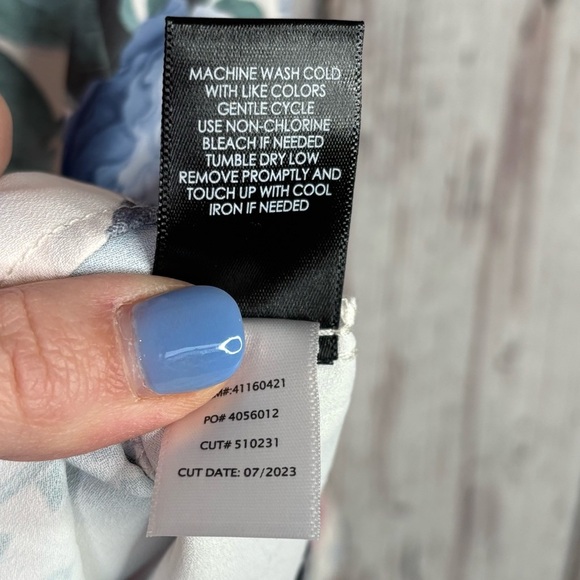 MACHINE WASH COLD
WITH LIKE COLORS
GENTLE CYCLE
USE NON-CHLORINE
BLEACH IF NEEDED
TUMBLE DRY LOW
REMOVE PROMPTLY AND
TOUCH UP WITH COOL
IRON IF NEEDED
M#:41160421
PO# 4056012
CUT# 510231
CUT DATE: 07/2023